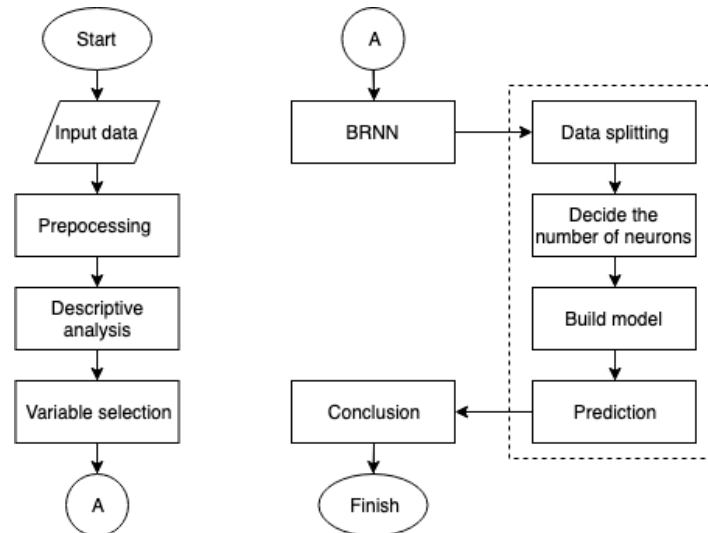 Start
Input data
Prepocessing
Descriptive
analysis
Variable selection
A
A
BRNN
Data splitting
Decide the
number of neurons
Build model
Prediction
Conclusion
Finish